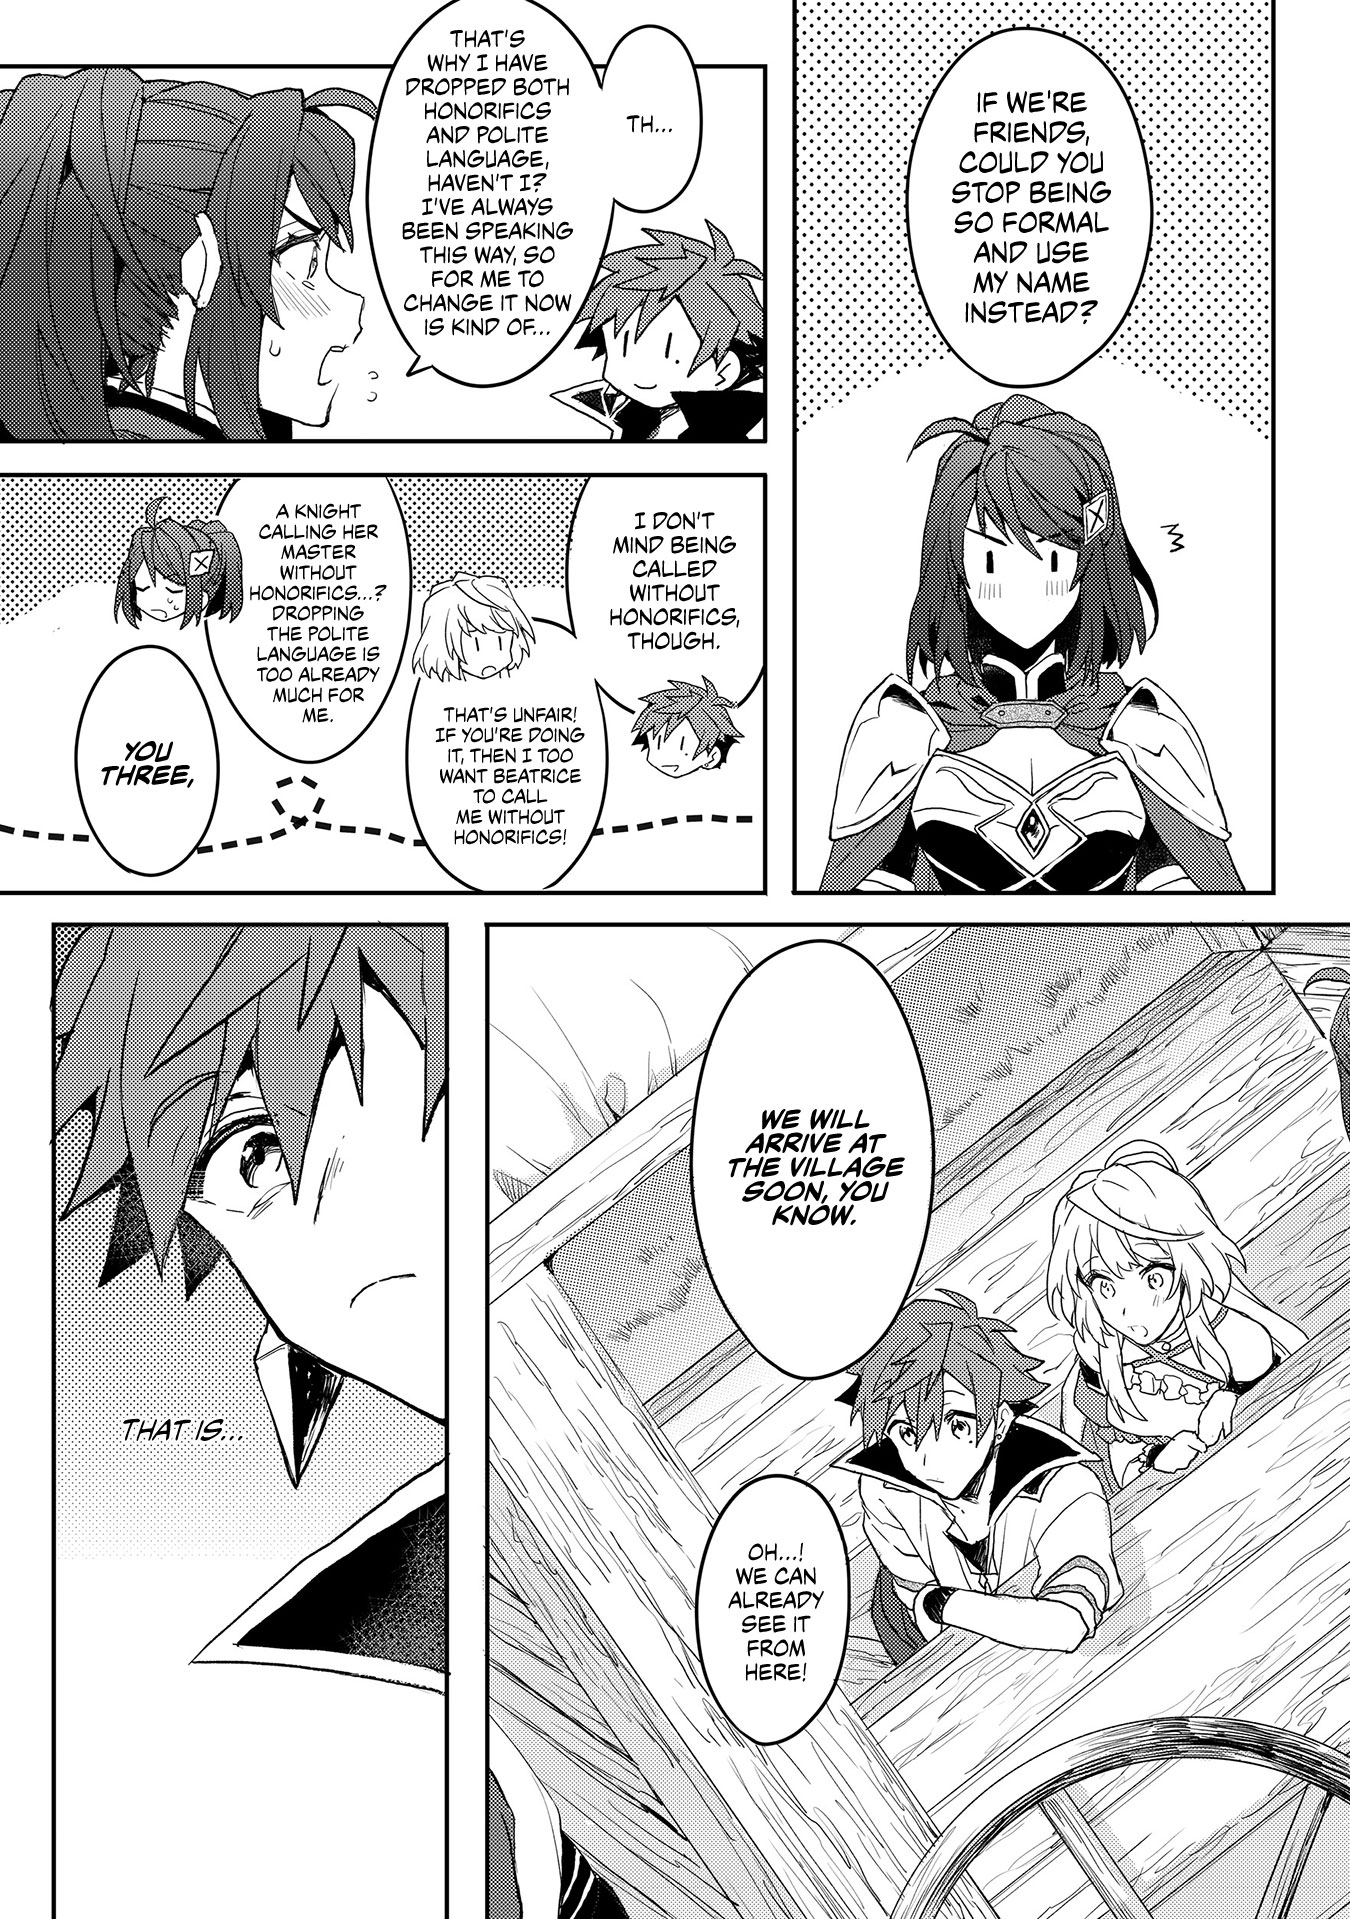 IF WE'RE
FRIENDS,
COULD YOU
STOP BEING
SO FORMAL
AND USE
MY NAME
INSTEAD?
TH...
THAT'S
WHY I HAVE
DROPPED BOTH
HONORIFICS
AND POLITE
LANGUAGE,
HAVEN'T I?
I'VE ALWAYS
BEEN SPEAKING
THIS WAY, SO
FOR ME TO
CHANGE IT NOW
IS KIND OF...
I DON'T
MIND BEING
CALLED
WITHOUT
HONORIFICS,
THOUGH.
THAT'S UNFAIR!
IF YOU'RE DOING
IT, THEN I TOO
WANT BEATRICE
TO CALL
ME WITHOUT
HONORIFICS!
A KNIGHT
CALLING HER
MASTER
WITHOUT
HONORIFICS...?
DROPPING
THE POLITE
LANGUAGE IS
TOO ALREADY
MUCH FOR
ME.
YOU
THREE,
WE WILL
ARRIVE AT
THE VILLAGE
SOON, YOU
KNOW.
OH...!
WE CAN
ALREADY
SEE IT
FROM
HERE!
THAT IS...